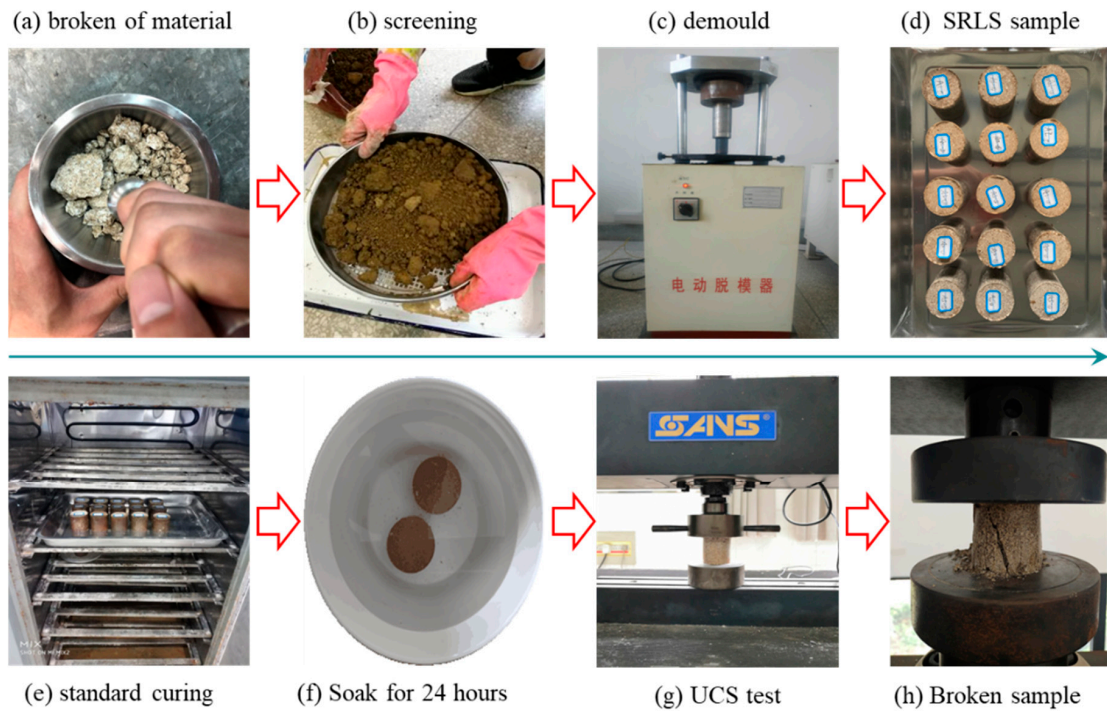 (a) broken of material
(b) screening
(c) demould
(d) SRLS sample
电动脱模器
(e) standard curing
(f) Soak for 24 hours
SANS®
(g) UCS test
(h) Broken sample